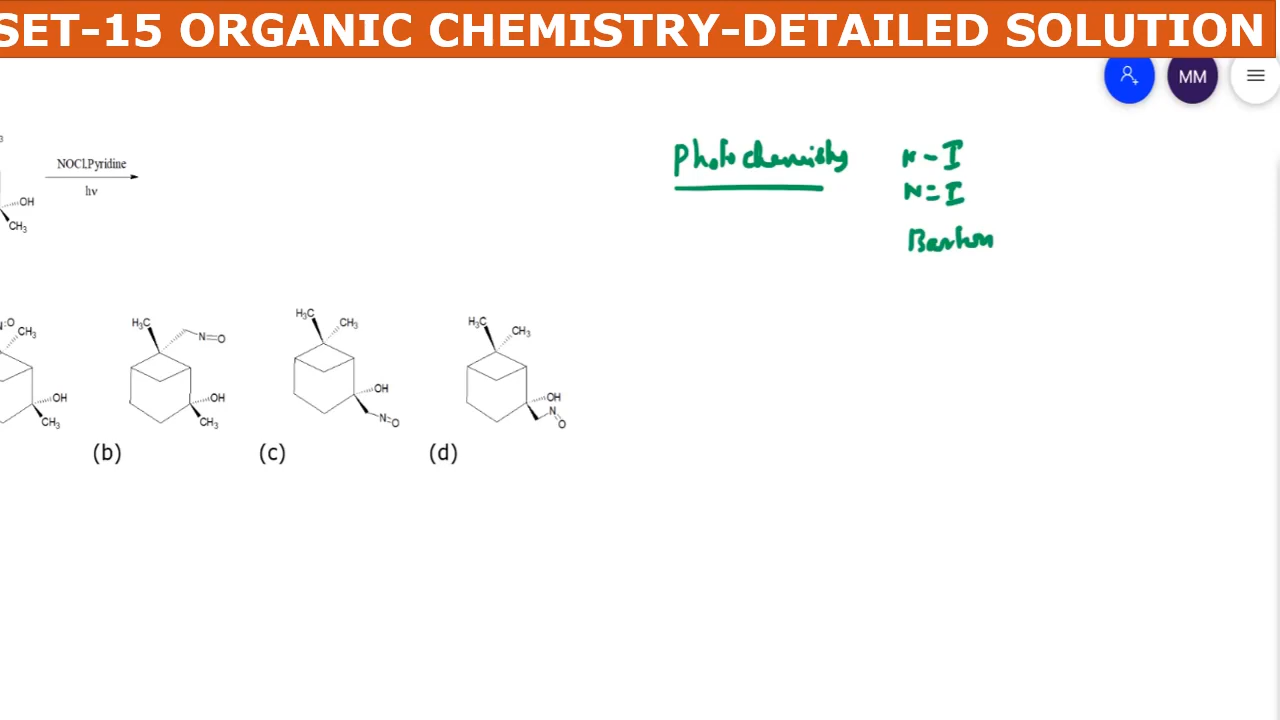 SET-15 ORGANIC CHEMISTRY-DETAILED SOLUTION
MM
NOCl,Pyridine
hν
OH
CH₃
Photochemistry
N-I
N=I
Barton
N:O
CH₃
OH
CH₃
H₃C
N=O
OH
CH₃
(b)
H₃C
CH₃
OH
N=O
(c)
H₃C
CH₃
OH
N
O
(d)